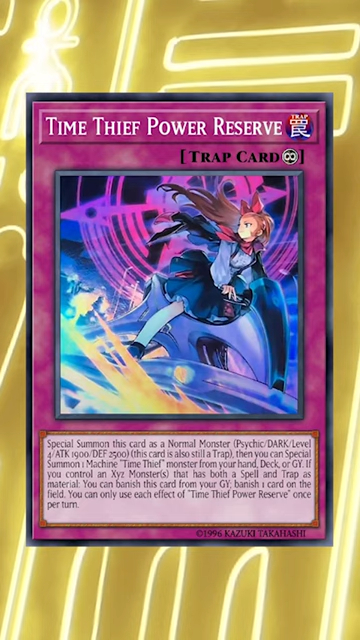 TIME THIEF POWER RESERVE
TRAP
罠
[TRAP CARD♾]
Special Summon this card as a Normal Monster (Psychic/DARK/Level
4/ATK 1900/DEF 2500) (this card is also still a Trap), then you can Special
Summon 1 Machine "Time Thief" monster from your hand, Deck, or GY. If
you control an Xyz Monster(s) that has both a Spell and Trap as
material: You can banish this card from your GY; banish 1 card on
the field. You can only use each effect of "Time Thief Power Reserve" once
per turn.
©1996 KAZUKI TAKAHASHI